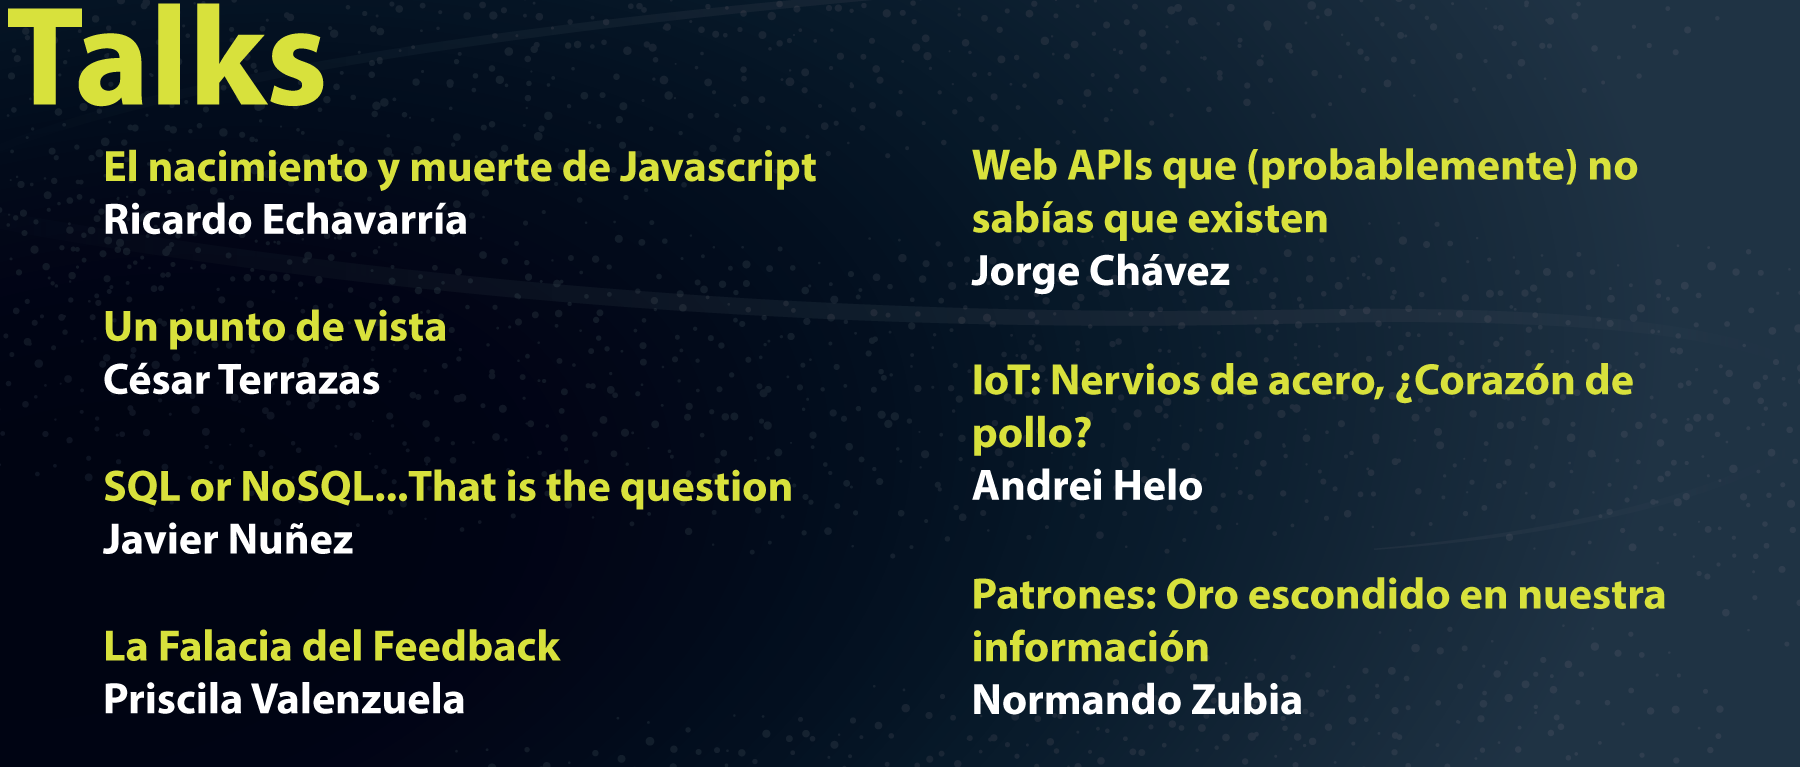 Talks
El nacimiento y muerte de Javascript
Ricardo Echavarría
Un punto de vista
César Terrazas
SQL or NoSQL...That is the question
Javier Nuñez
La Falacia del Feedback
Priscila Valenzuela
Web APIs que (probablemente) no
sabías que existen
Jorge Chávez
IoT: Nervios de acero, ¿Corazón de
pollo?
Andrei Helo
Patrones: Oro escondido en nuestra
información
Normando Zubia